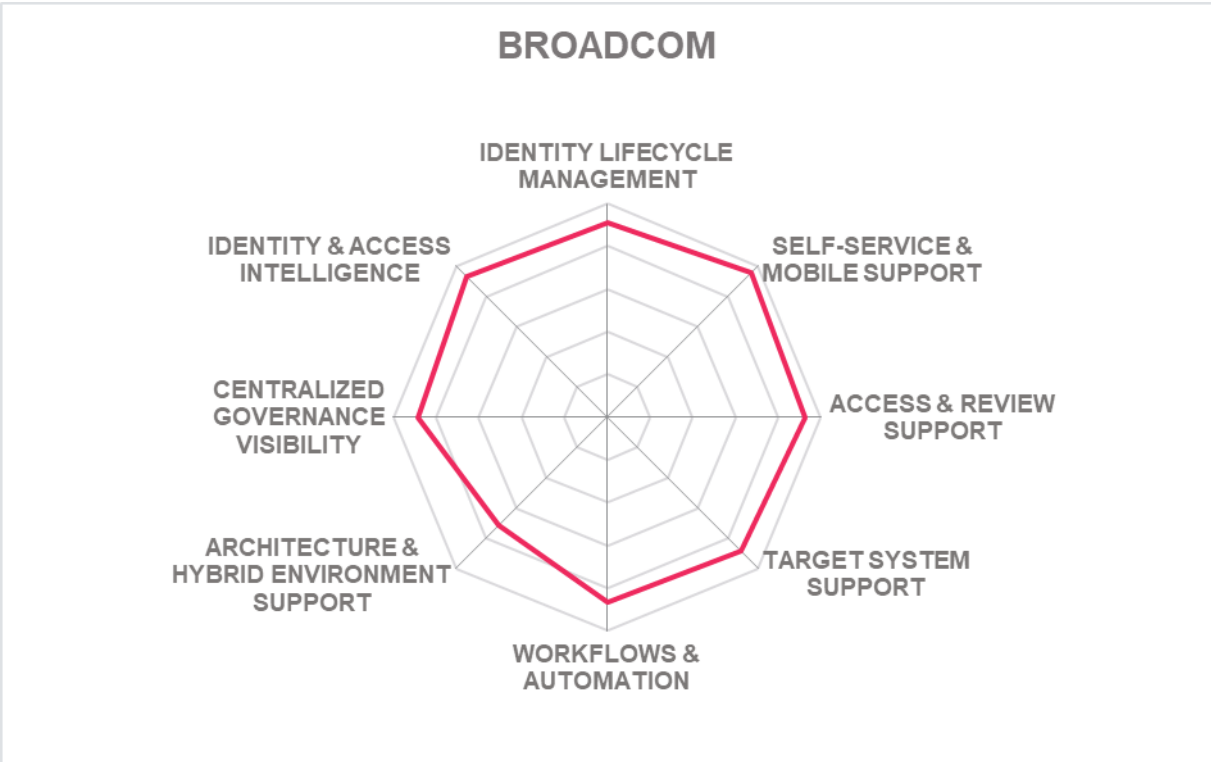 BROADCOM
IDENTITY LIFECYCLE
MANAGEMENT
IDENTITY & ACCESS
INTELLIGENCE
SELF-SERVICE &
MOBILE SUPPORT
CENTRALIZED
GOVERNANCE
VISIBILITY
ACCESS & REVIEW
SUPPORT
ARCHITECTURE &
HYBRID ENVIRONMENT
SUPPORT
TARGET SYSTEM
SUPPORT
WORKFLOWS &
AUTOMATION